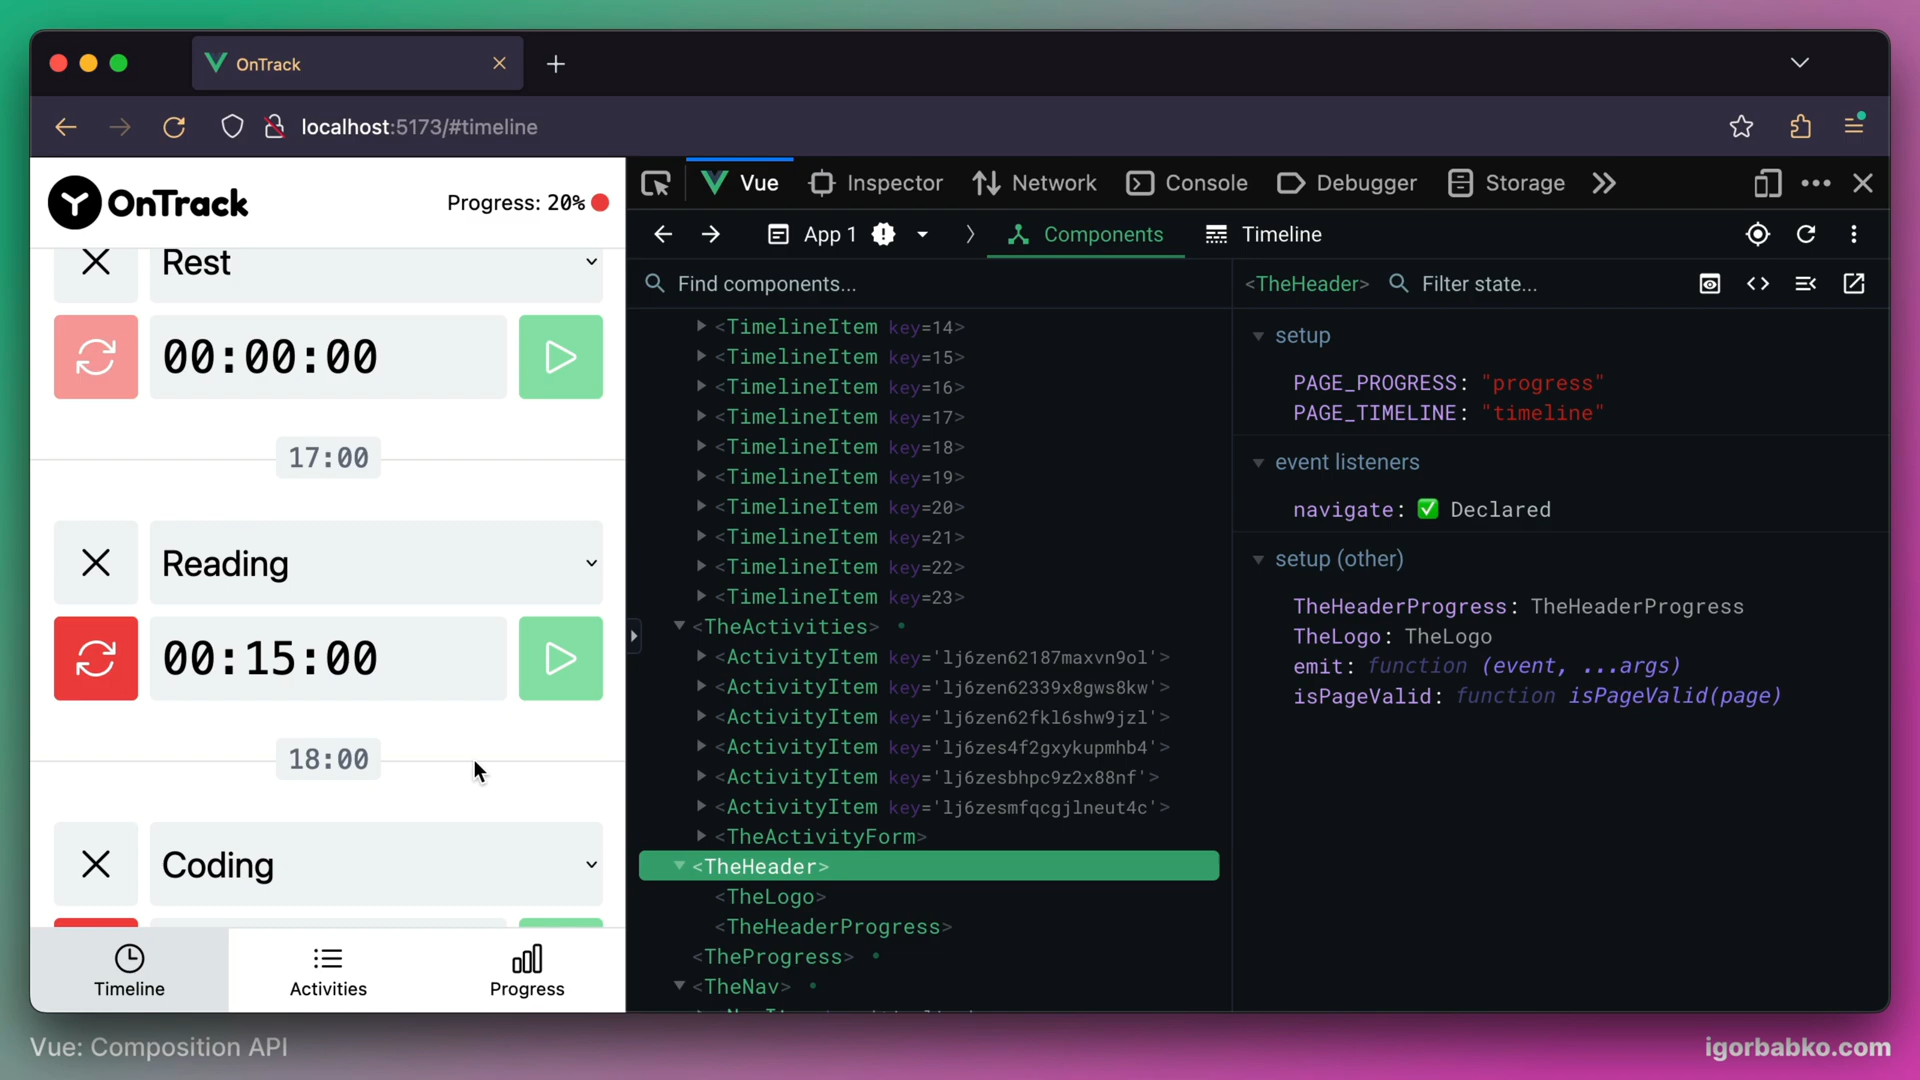 OnTrack
localhost:5173/#timeline
OnTrack
Progress: 20%
Rest
00:00:00
17:00
Reading
00:15:00
18:00
Coding
Timeline
Activities
Progress
Vue
Inspector
Network
Console
Debugger
Storage
App 1
Components
Timeline
Find components...
<TimelineItem key=14>
<TimelineItem key=15>
<TimelineItem key=16>
<TimelineItem key=17>
<TimelineItem key=18>
<TimelineItem key=19>
<TimelineItem key=20>
<TimelineItem key=21>
<TimelineItem key=22>
<TimelineItem key=23>
<TheActivities>
<ActivityItem key='lj6zen62187maxvn9ol'>
<ActivityItem key='lj6zen62339x8gws8kw'>
<ActivityItem key='lj6zen62fkl6shw9jzl'>
<ActivityItem key='lj6zes4f2gxykupmhb4'>
<ActivityItem key='lj6zesbhpc9z2x88nf'>
<ActivityItem key='lj6zesmfqcgjlneut4c'>
<TheActivityForm>
<TheHeader>
<TheLogo>
<TheHeaderProgress>
<TheProgress>
<TheNav>
<TheHeader>
Filter state...
setup
PAGE_PROGRESS: "progress"
PAGE_TIMELINE: "timeline"
event listeners
navigate: ✅ Declared
setup (other)
TheHeaderProgress: TheHeaderProgress
TheLogo: TheLogo
emit: function (event, ...args)
isPageValid: function isPageValid(page)
Vue: Composition API
igorbabko.com